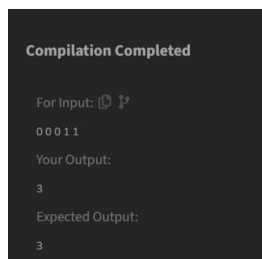 Compilation Completed
For Input:
0 0 0 1 1
Your Output:
3
Expected Output:
3